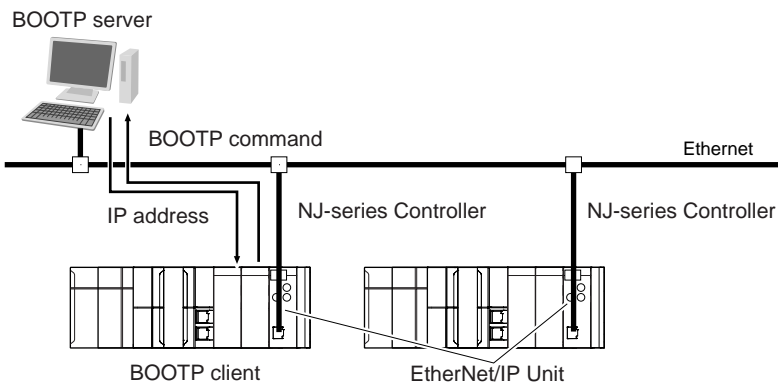 BOOTP server
BOOTP command
Ethernet
IP address
NJ-series Controller
NJ-series Controller
BOOTP client
EtherNet/IP Unit